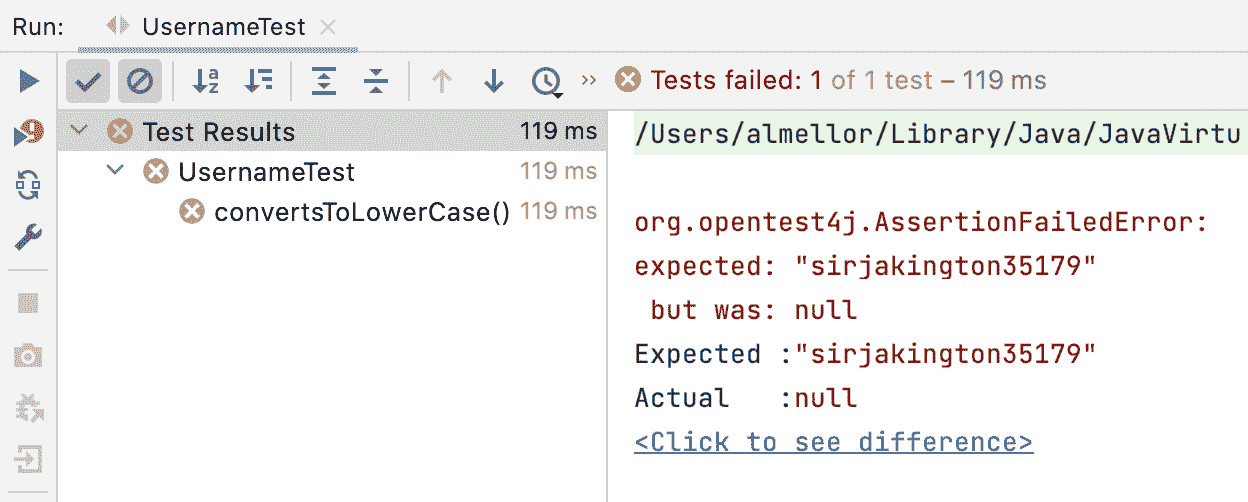 Run: UsernameTest
Tests failed: 1 of 1 test – 119 ms
Test Results 119 ms
UsernameTest 119 ms
convertsToLowerCase() 119 ms
/Users/almellor/Library/Java/JavaVirtu
org.opentest4j.AssertionFailedError:
expected: "sirjakington35179"
but was: null
Expected :"sirjakington35179"
Actual :null
<Click to see difference>